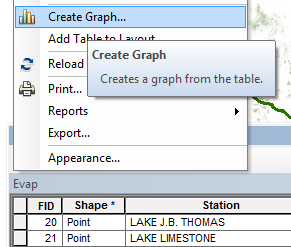 Create Graph...
Add Table to Layout
Create Graph
Creates a graph from the table.
Reload
Print...
Reports
Export...
Appearance...
Evap
FID Shape * Station
20 Point LAKE J.B. THOMAS
21 Point LAKE LIMESTONE